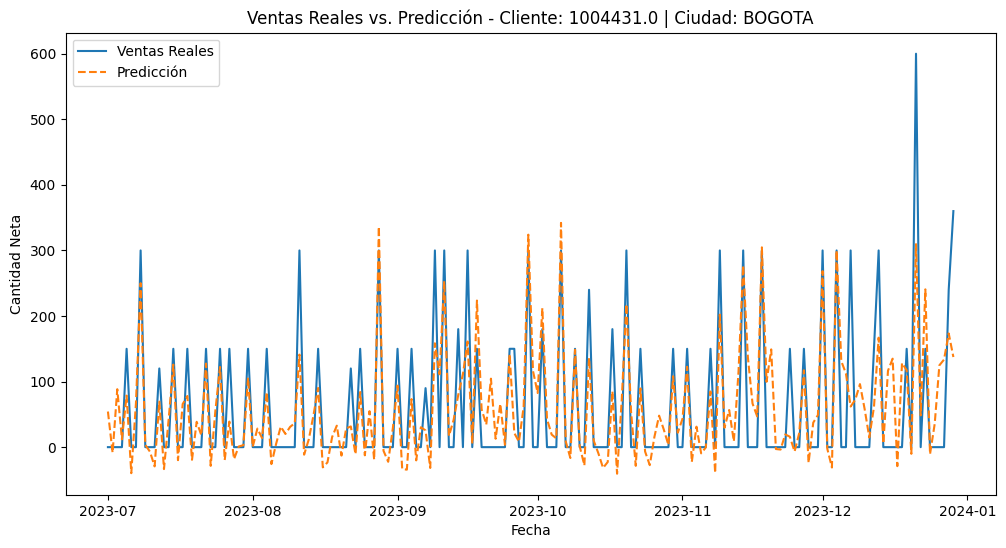 Ventas Reales vs. Predicción - Cliente: 1004431.0 | Ciudad: BOGOTA
Ventas Reales
Predicción
Cantidad Neta
600
500
400
300
200
100
0
2023-07
2023-08
2023-09
2023-10
2023-11
2023-12
2024-01
Fecha